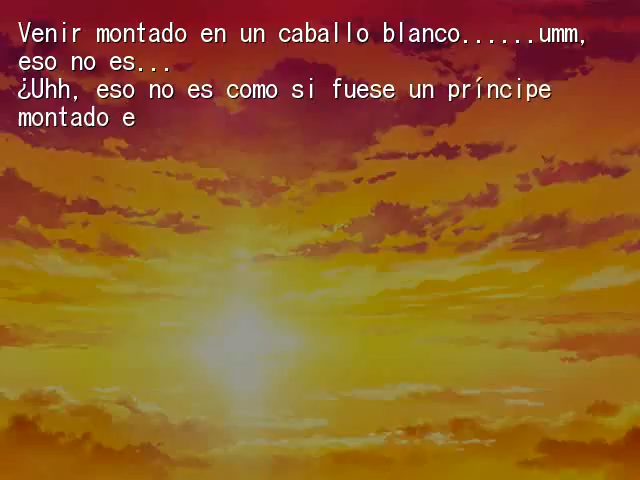 Venir montado en un caballo blanco......umm,
eso no es...
¿Uhh, eso no es como si fuese un príncipe
montado e